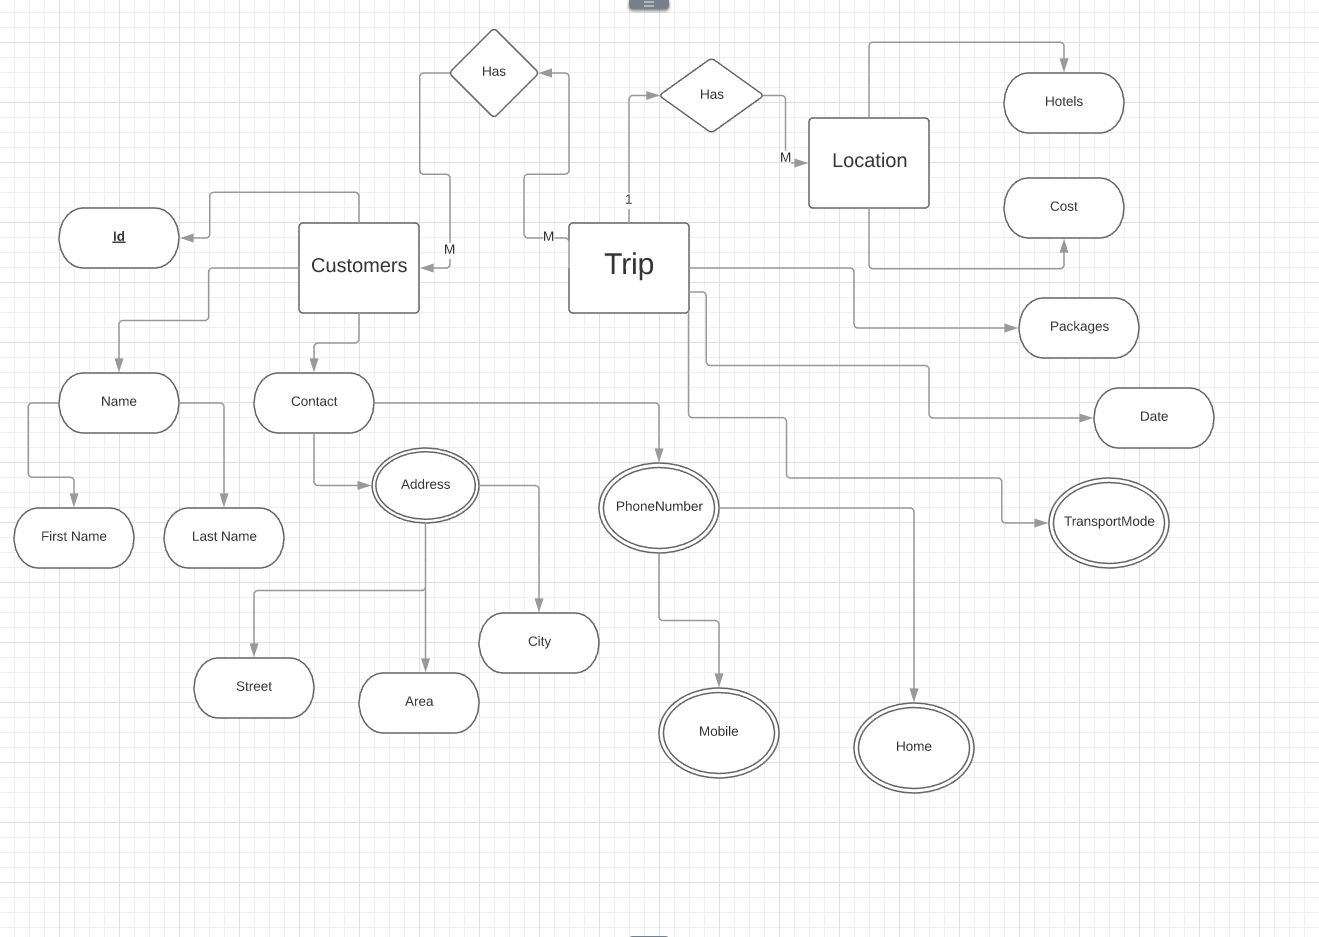 Has
Has
Hotels
Location
M
1
Cost
Id
M
M
Customers
Trip
Packages
Name
Contact
Date
Address
PhoneNumber
TransportMode
First Name
Last Name
City
Street
Area
Mobile
Home